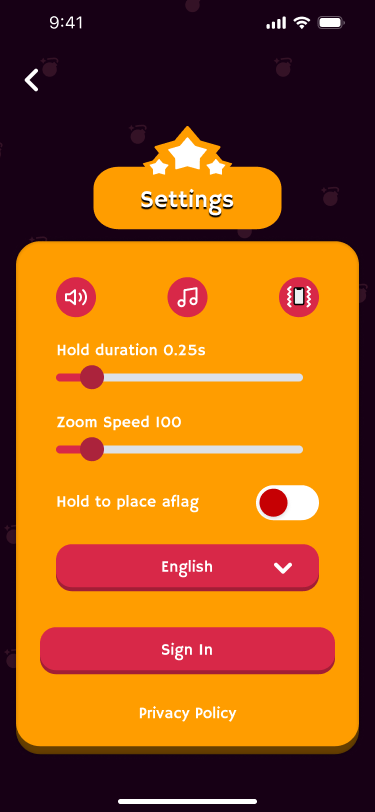 9:41
Settings
Hold duration 0.25s
Zoom Speed 100
Hold to place aflag
English
Sign In
Privacy Policy